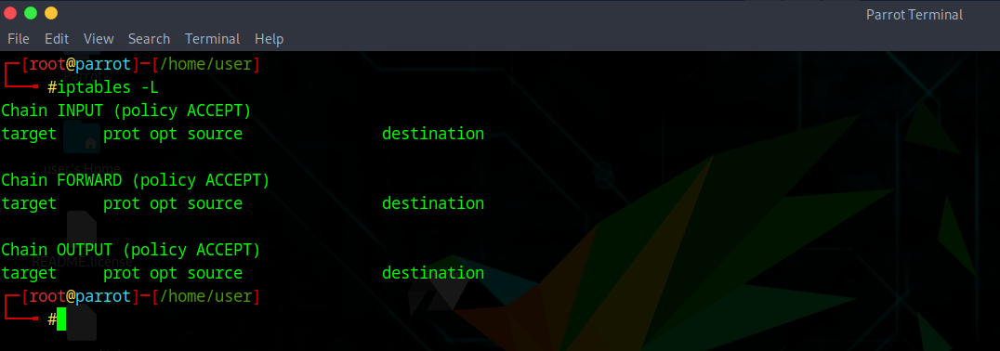 Parrot Terminal
File Edit View Search Terminal Help
[root@parrot]─[/home/user]
#iptables -L
Chain INPUT (policy ACCEPT)
target     prot opt source               destination

Chain FORWARD (policy ACCEPT)
target     prot opt source               destination

Chain OUTPUT (policy ACCEPT)
target     prot opt source               destination
README.license
[root@parrot]─[/home/user]
#